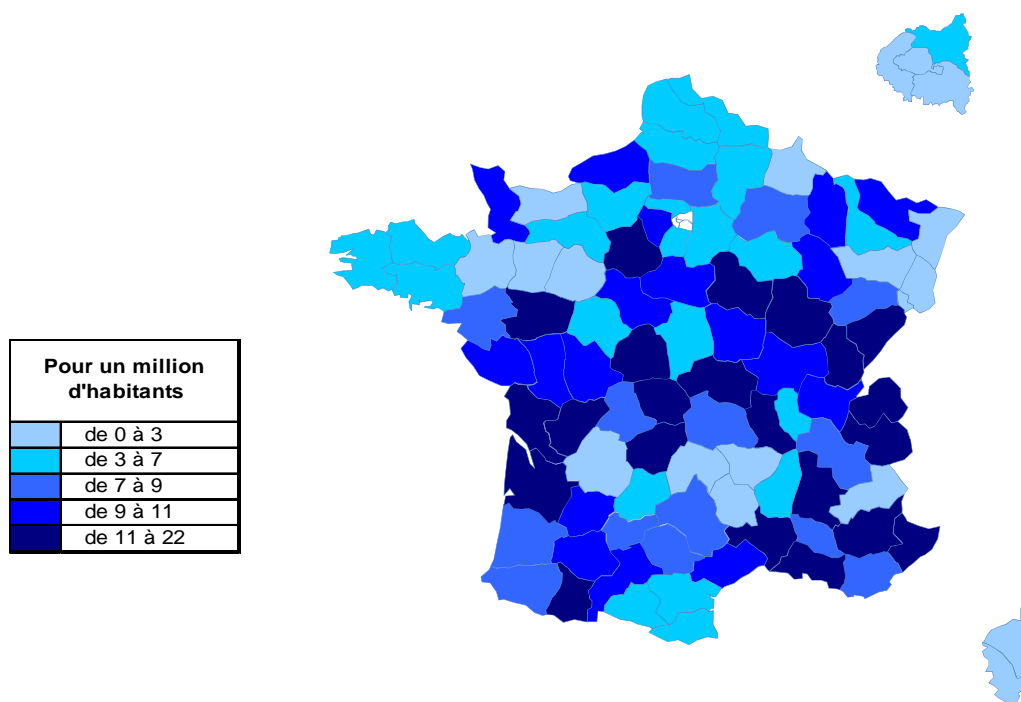 Pour un million
d'habitants
de 0 à 3
de 3 à 7
de 7 à 9
de 9 à 11
de 11 à 22